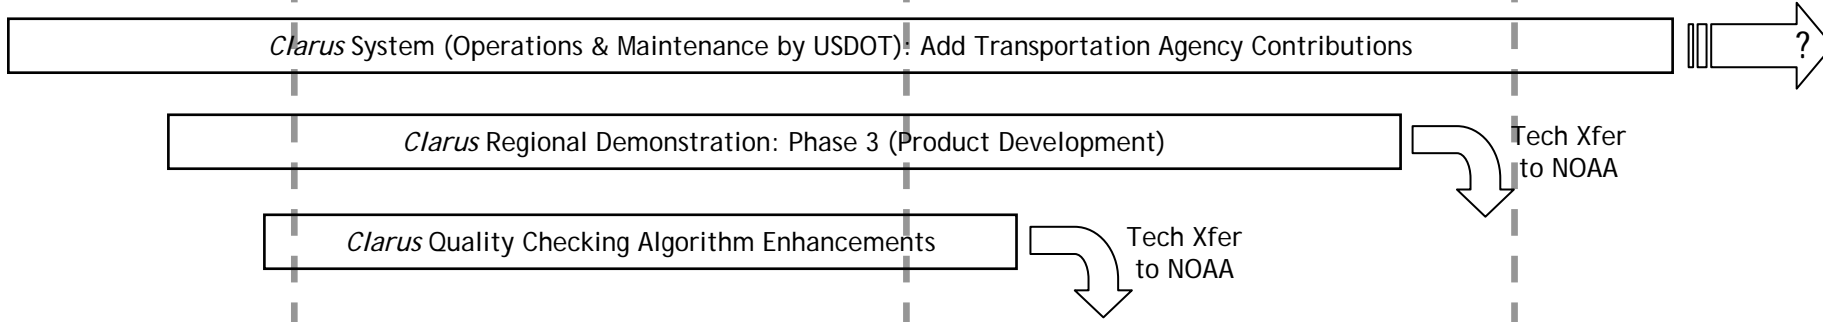 Clarus System (Operations & Maintenance by USDOT): Add Transportation Agency Contributions
?
Clarus Regional Demonstration: Phase 3 (Product Development)
Tech Xfer
to NOAA
Clarus Quality Checking Algorithm Enhancements
Tech Xfer
to NOAA